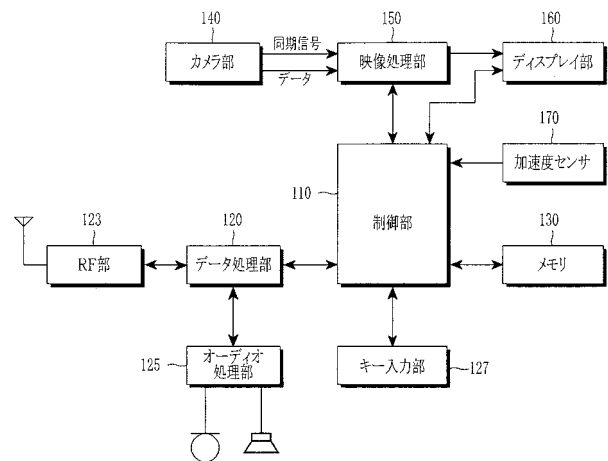 140
150
160
カメラ部
同期信号
データ
映像処理部
ディスプレイ部
170
加速度センサ
110
制御部
123
120
130
RF部
データ処理部
メモリ
125
オーディオ
処理部
キー入力部
127